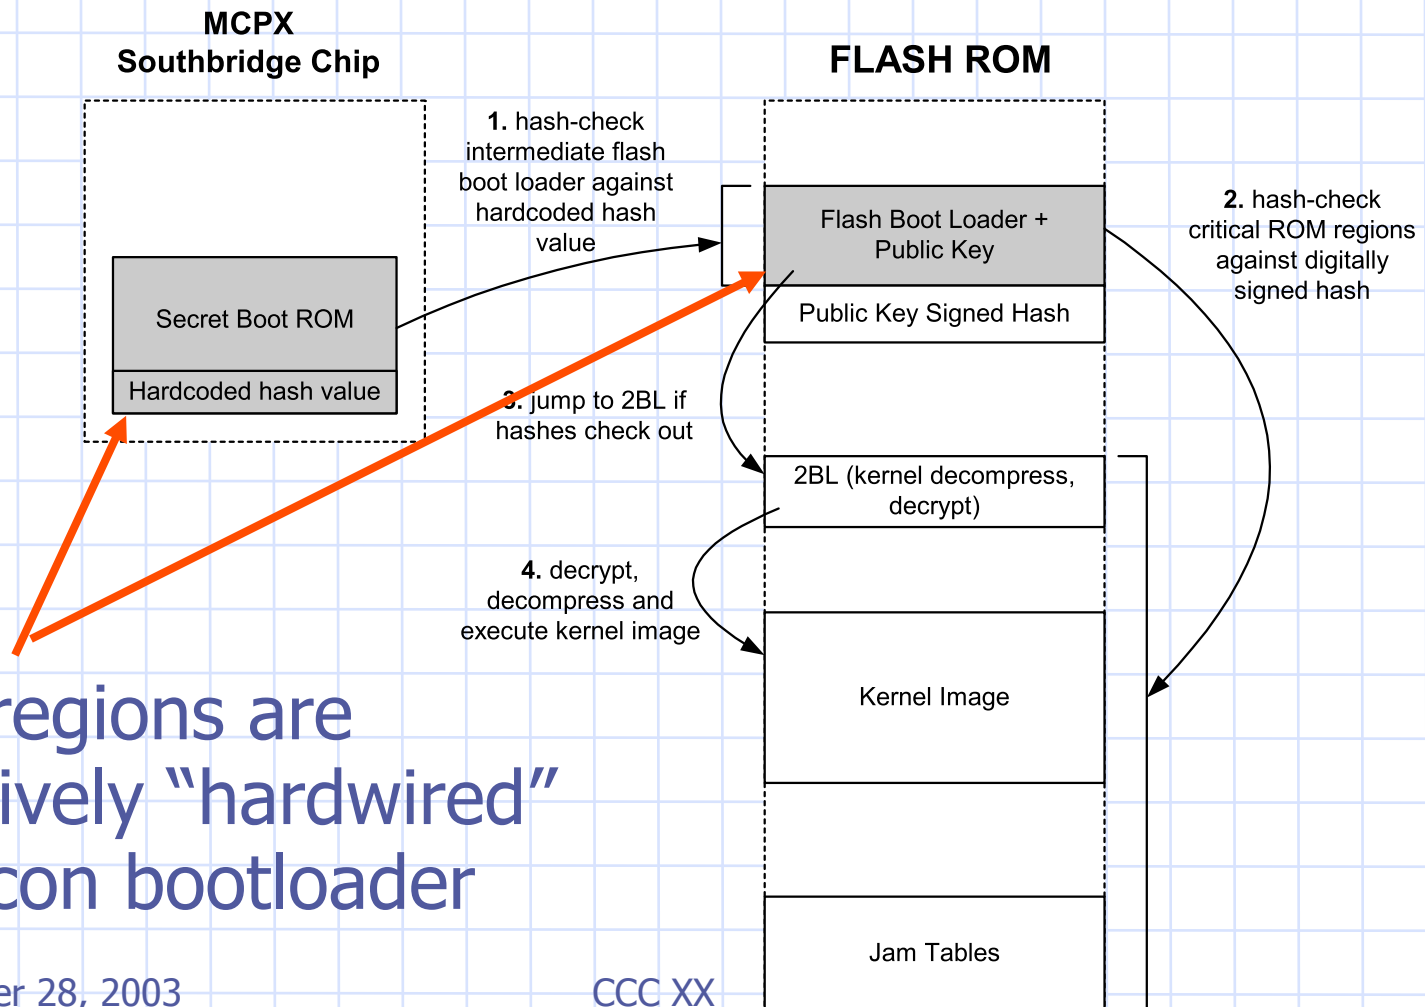 MCPX
Southbridge Chip
FLASH ROM
1. hash-check
intermediate flash
boot loader against
hardcoded hash
value
Flash Boot Loader +
Public Key
2. hash-check
critical ROM regions
against digitally
signed hash
Secret Boot ROM
Public Key Signed Hash
Hardcoded hash value
3. jump to 2BL if
hashes check out
2BL (kernel decompress,
decrypt)
4. decrypt,
decompress and
execute kernel image
Kernel Image
regions are
ively “hardwired”
con bootloader
Jam Tables
er 28, 2003
CCC XX